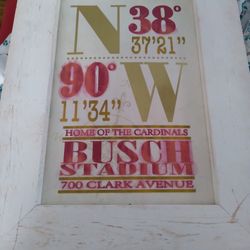 N 38°
37'21"
90° W
11'34"
HOME OF THE CARDINALS
BUSCH
STADIUM
700 CLARK AVENUE